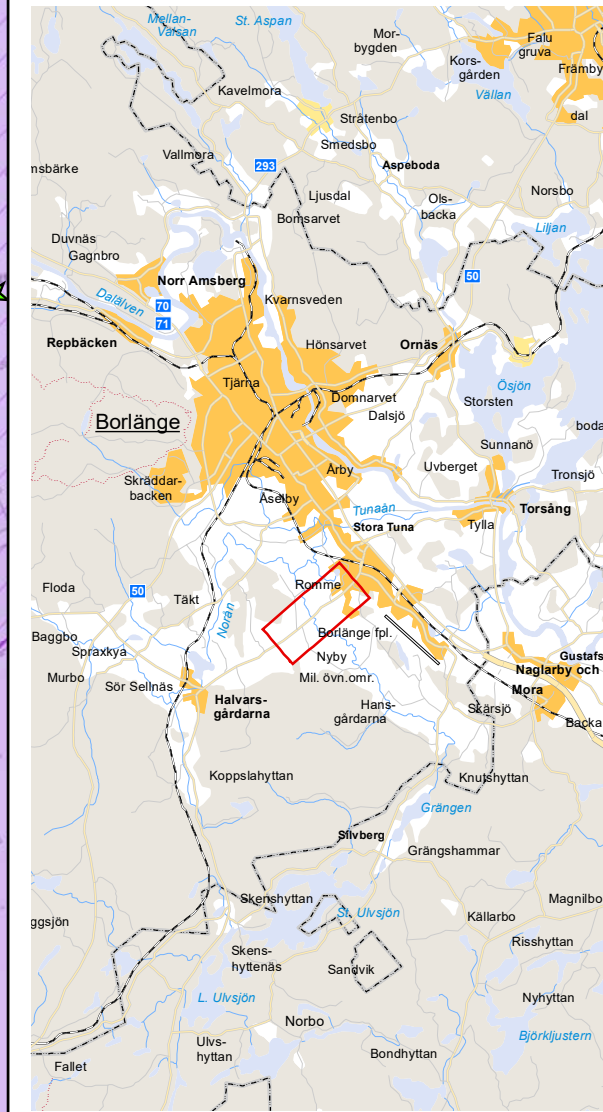 Mellan-
Valsan
St. Aspan
Mor-
bygden
Falu
gruva
Kors-
gården
Främby
Vällan
Kavelmora
dal
Stråtenbo
Smedsbo
Vallmora
293
Aspeboda
msbärke
Ljusdal
Ols-
backa
Norsbo
Bomsarvet
Liljan
Duvnäs
Gagnbro
50
Norr Amsberg
Dalälven
70
71
Kvarnsveden
Repbäcken
Hönsarvet
Ornäs
Tjärna
Ösjön
Domnarvet
Storsten
Borlänge
Dalsjö
boda
Sunnanö
Årby
Uvberget
Tronsjö
Skräddar-
backen
Åselby
Tunaån
Torsång
Stora Tuna
Tylla
Floda
50
Romme
Täkt
Norån
Baggbo
Borlänge fpl.
Spraxkya
Nyby
Gustafs
Naglarby och
Murbo
Sör Sellnäs
Mil. övn.omr.
Mora
Halvars-
gårdarna
Hans-
gårdarna
Skärsjö
Backa
Koppslahyttan
Knutshyttan
Grängen
Silvberg
Grängshammar
Skenshyttan
Magnilbo
St. Ulvsjön
Källarbo
ggsjön
Risshyttan
Skens-
hyttenäs
Sandvik
L. Ulvsjön
Nyhyttan
Norbo
Björkljustern
Ulvs-
hyttan
Bondhyttan
Fallet